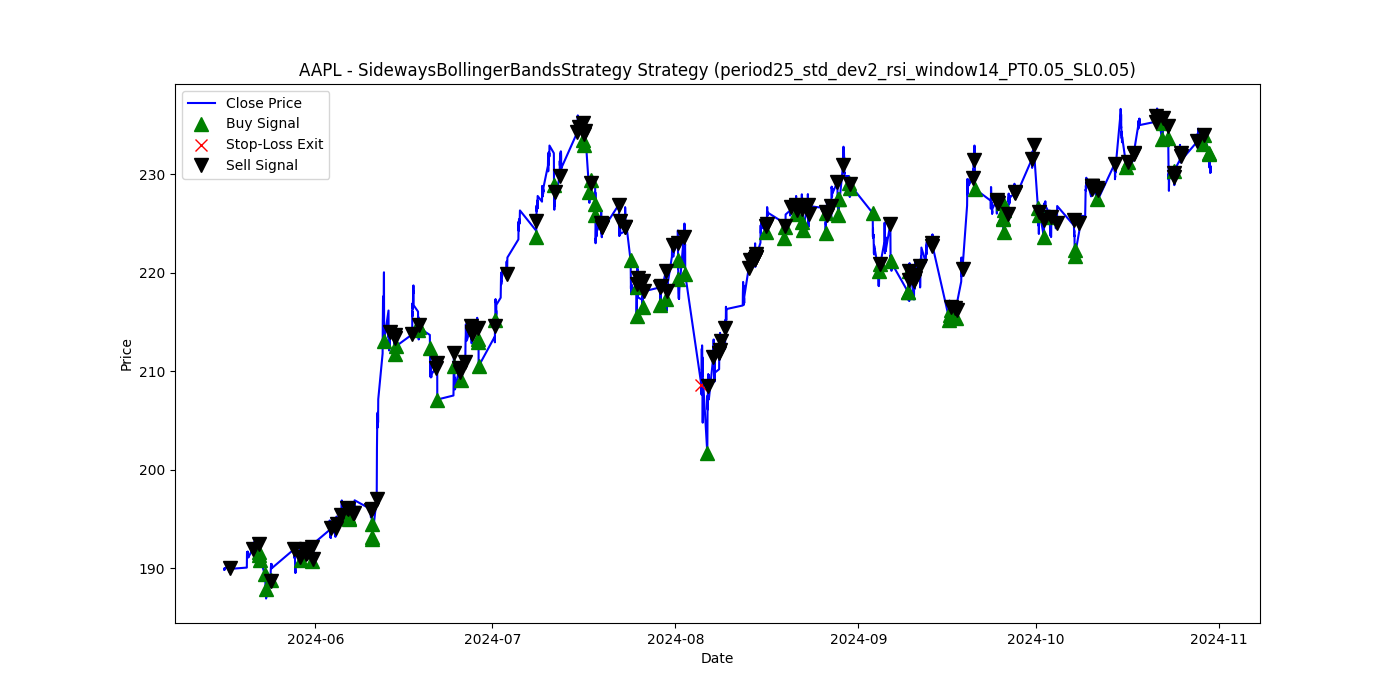 AAPL - SidewaysBollingerBandsStrategy Strategy (period25_std_dev2_rsi_window14_PT0.05_SL0.05)
Close Price
Buy Signal
Stop-Loss Exit
Sell Signal
230
220
210
200
190
Price
2024-06
2024-07
2024-08
2024-09
2024-10
2024-11
Date